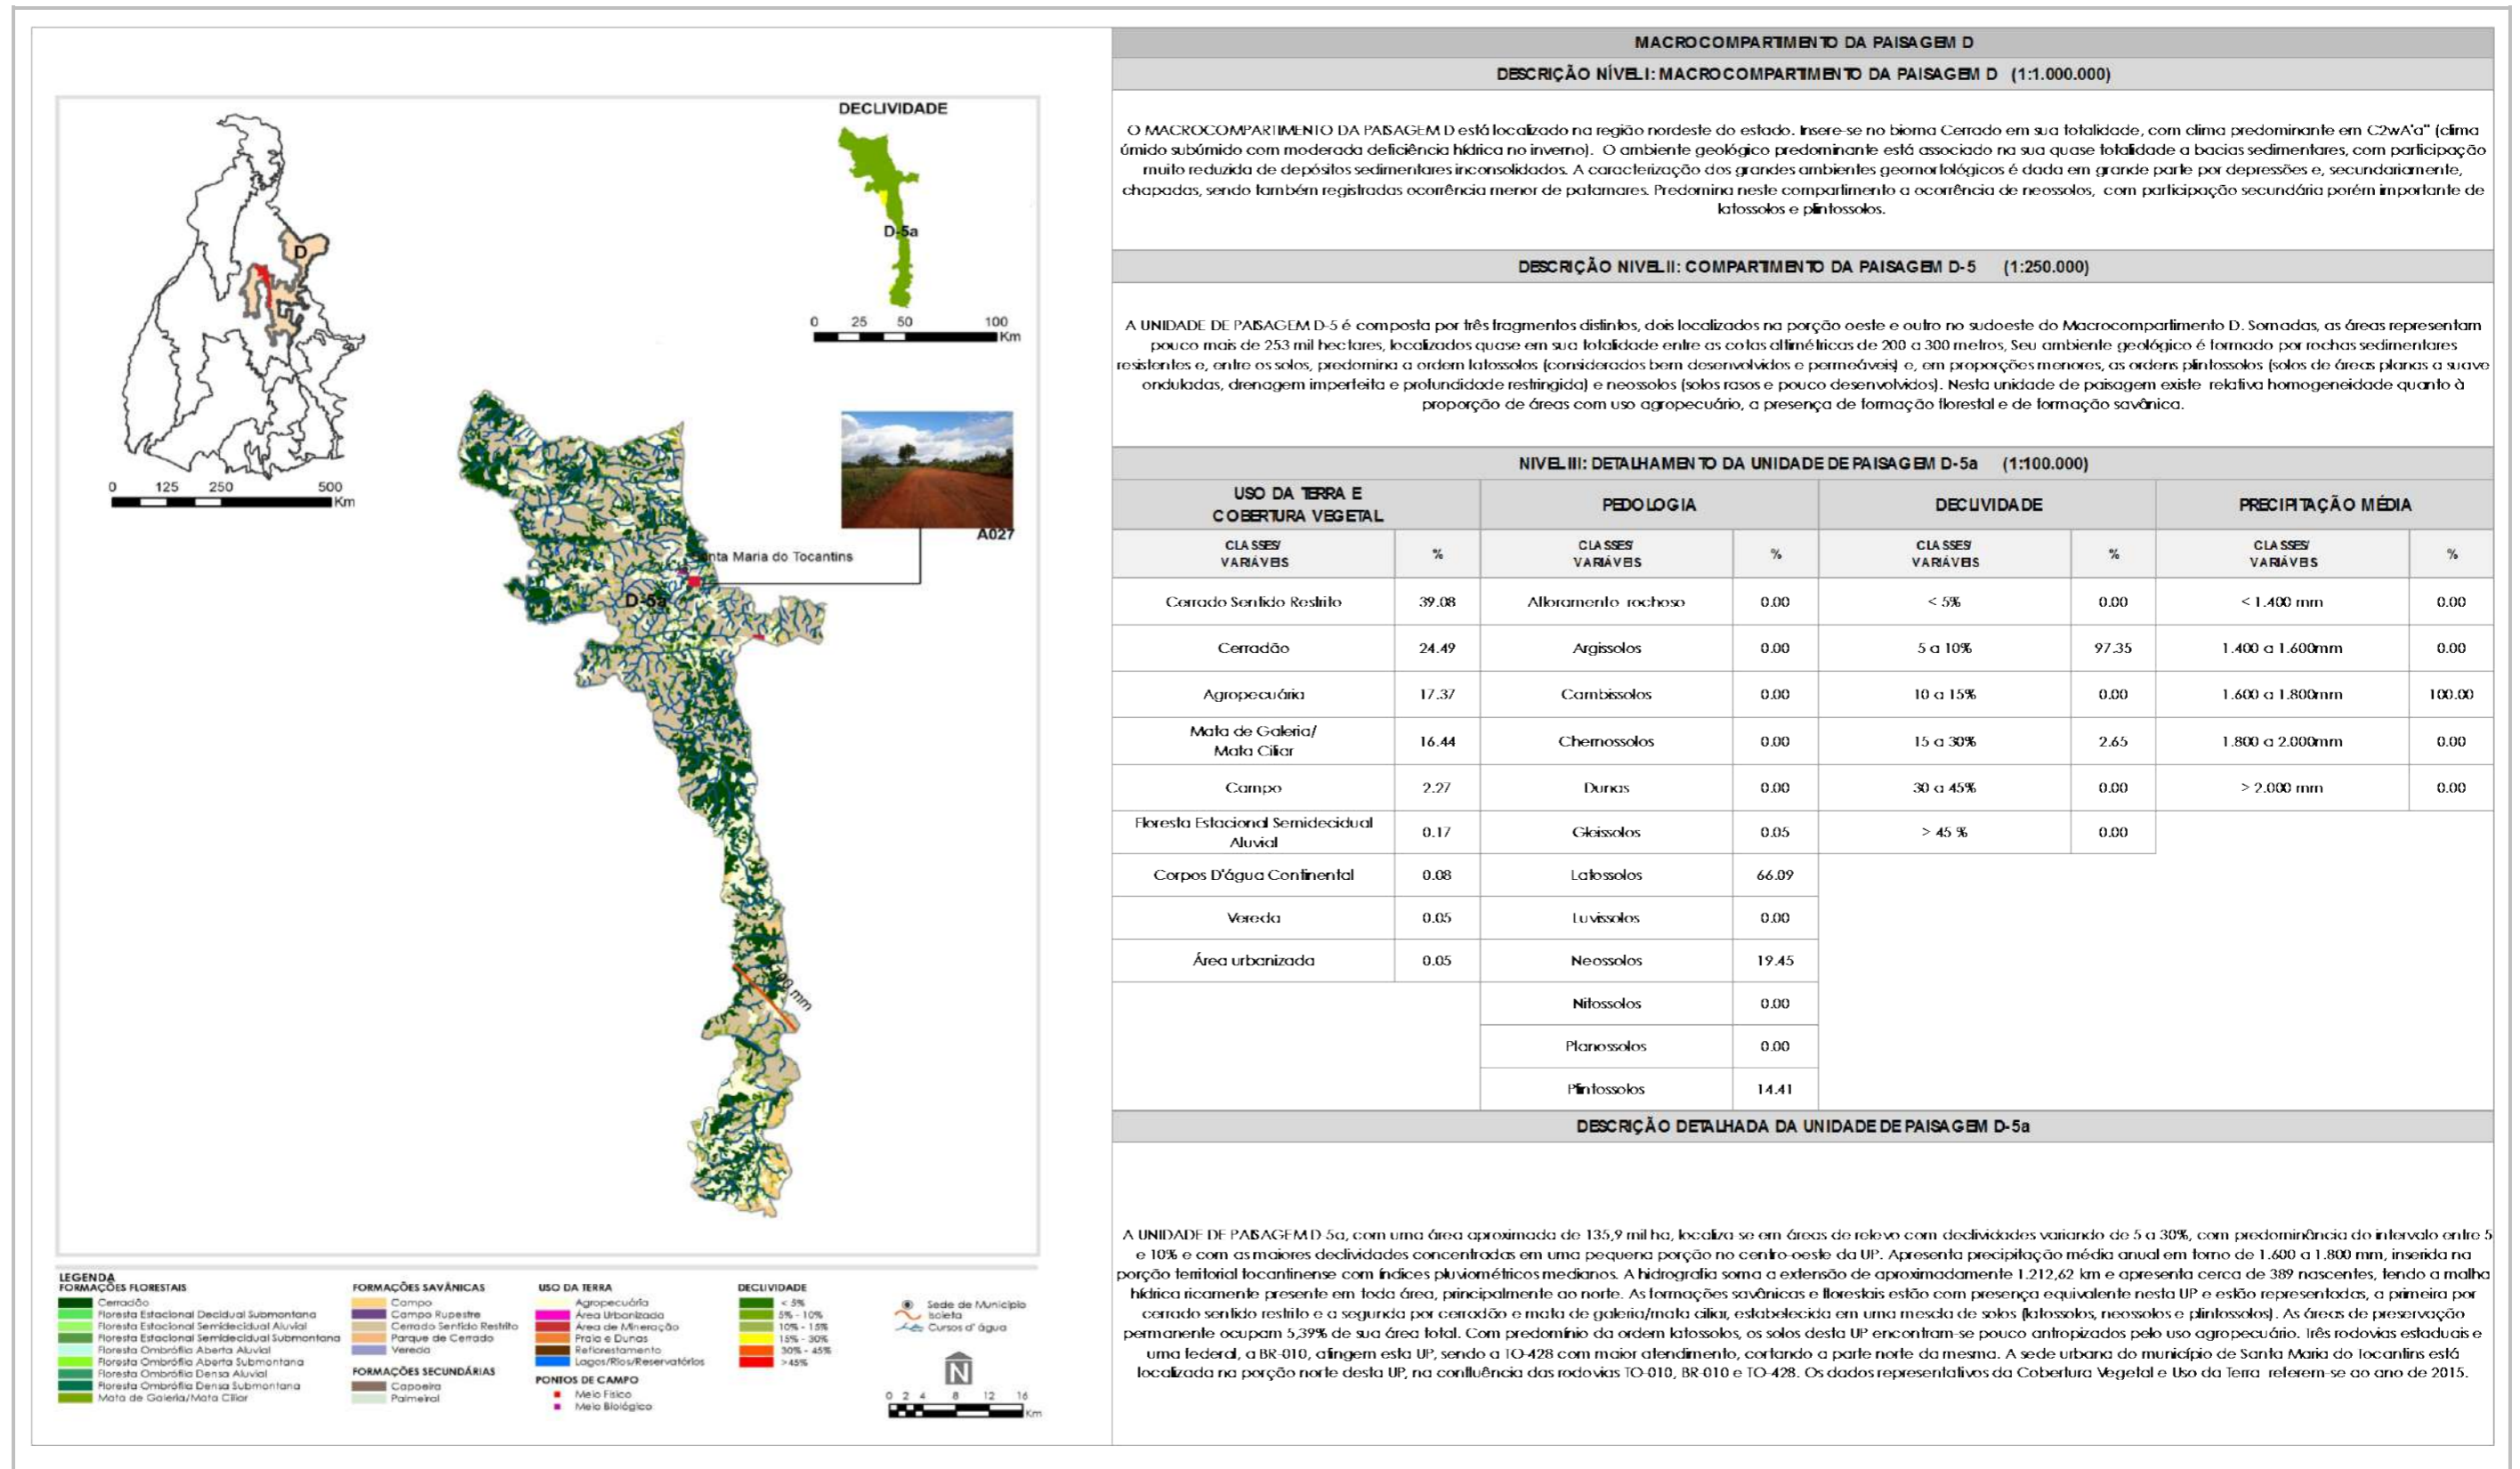 DECLIVIDADE
D-5a
0 25 50 100
Km
D
0 125 250 500
Km
A027
Santa Maria do Tocantins
D-5a
LEGENDA
FORMAÇÕES FLORESTAIS
Cerradão
Floresta Estacional Decidual Submontana
Floresta Estacional Semidecidual Aluvial
Floresta Estacional Semidecidual Submontana
Floresta Ombrófila Aberta Aluvial
Floresta Ombrófila Aberta Submontana
Floresta Ombrófila Densa Aluvial
Floresta Ombrófila Densa Submontana
Mata de Galeria/Mata Ciliar
FORMAÇÕES SAVÂNICAS
Campo
Campo Rupestre
Cerrado Sentido Restrito
Parque de Cerrado
Vereda
FORMAÇÕES SECUNDÁRIAS
Capoeira
Palmeiral
USO DA TERRA
Agropecuária
Área Urbanizada
Área de Mineração
Praia e Dunas
Reflorestamento
Lagos/Rios/Reservatórios
PONTOS DE CAMPO
Meio Físico
Meio Biológico
DECLIVIDADE
< 5%
5% - 10%
10% - 15%
15% - 30%
30% - 45%
>45%
Sede de Município
Isoieta
Cursos d' água
N
0 2 4 8 12 16
Km
MACROCOMPARTIMENTO DA PAISAGEM D
DESCRIÇÃO NÍVEL I: MACROCOMPARTIMENTO DA PAISAGEM D (1:1.000.000)
O MACROCOMPARTIMENTO DA PAISAGEM D está localizado na região nordeste do estado. Insere-se no bioma Cerrado em sua totalidade, com clima predominante em C2wA'a" (clima
úmido subúmido com moderada deficiência hídrica no inverno). O ambiente geológico predominante está associado na sua quase totalidade a bacias sedimentares, com participação
muito reduzida de depósitos sedimentares inconsolidados. A caracterização dos grandes ambientes geomorfológicos é dada em grande parte por depressões e, secundariamente,
chapadas, sendo também registradas ocorrência menor de patamares. Predomina neste compartimento a ocorrência de neossolos, com participação secundária porém importante de
latossolos e plintossolos.
DESCRIÇÃO NIVEL II: COMPARTIMENTO DA PAISAGEM D-5 (1:250.000)
A UNIDADE DE PAISAGEM D-5 é composta por três fragmentos distintos, dois localizados na porção oeste e outro no sudoeste do Macrocompartimento D. Somadas, as áreas representam
pouco mais de 253 mil hectares, localizados quase em sua totalidade entre as cotas altimétricas de 200 a 300 metros, Seu ambiente geológico é formado por rochas sedimentares
resistentes e, entre os solos, predomina a ordem latossolos (considerados bem desenvolvidos e permeáveis) e, em proporções menores, as ordens plintossolos (solos de áreas planas a suave
onduladas, drenagem imperfeita e profundidade restringida) e neossolos (solos rasos e pouco desenvolvidos). Nesta unidade de paisagem existe relativa homogeneidade quanto à
proporção de áreas com uso agropecuário, a presença de formação florestal e de formação savânica.
NIVEL III: DETALHAMENTO DA UNIDADE DE PAISAGEM D-5a (1:100.000)
USO DA TERRA E
COBERTURA VEGETAL PEDOLOGIA DECLIVIDADE PRECIPITAÇÃO MÉDIA
CLASSES/ VARIÁVEIS % CLASSES/ VARIÁVEIS % CLASSES/ VARIÁVEIS % CLASSES/ VARIÁVEIS %
Cerrado Sentido Restrito 39.08 Afloramento rochoso 0.00 < 5% 0.00 < 1.400 mm 0.00
Cerradão 24.49 Argissolos 0.00 5 a 10% 97.35 1.400 a 1.600mm 0.00
Agropecuária 17.37 Cambissolos 0.00 10 a 15% 0.00 1.600 a 1.800mm 100.00
Mata de Galeria/
Mata Ciliar 16.44 Chernossolos 0.00 15 a 30% 2.65 1.800 a 2.000mm 0.00
Campo 2.27 Dunas 0.00 30 a 45% 0.00 > 2.000 mm 0.00
Floresta Estacional Semidecidual
Aluvial 0.17 Gleissolos 0.05 > 45 % 0.00
Corpos D'água Continental 0.08 Latossolos 66.09
Vereda 0.05 Luvissolos 0.00
Área urbanizada 0.05 Neossolos 19.45
Nitossolos 0.00
Planossolos 0.00
Plintossolos 14.41
DESCRIÇÃO DETALHADA DA UNIDADE DE PAISAGEM D-5a
A UNIDADE DE PAISAGEM D 5a, com uma área aproximada de 135,9 mil ha, localiza se em áreas de relevo com declividades variando de 5 a 30%, com predominância do intervalo entre 5
e 10% e com as maiores declividades concentradas em uma pequena porção no centro-oeste da UP. Apresenta precipitação média anual em torno de 1.600 a 1.800 mm, inserida na
porção territorial tocantinense com índices pluviométricos medianos. A hidrografia soma a extensão de aproximadamente 1.212,62 km e apresenta cerca de 389 nascentes, tendo a malha
hídrica ricamente presente em toda área, principalmente ao norte. As formações savânicas e florestais estão com presença equivalente nesta UP e estão representadas, a primeira por
cerrado sentido restrito e a segunda por cerradão e mata de galeria/mata ciliar, estabelecida em uma mescla de solos (latossolos, neossolos e plintossolos). As áreas de preservação
permanente ocupam 5,39% de sua área total. Com predomínio da ordem latossolos, os solos desta UP encontram-se pouco antropizados pelo uso agropecuário. Três rodovias estaduais e
uma federal, a BR-010, atingem esta UP, sendo a TO-428 com maior atendimento, cortando a parte norte da mesma. A sede urbana do município de Santa Maria do Tocantins está
localizada na porção norte desta UP, na confluência das rodovias TO-010, BR-010 e TO-428. Os dados representativos da Cobertura Vegetal e Uso da Terra referem-se ao ano de 2015.